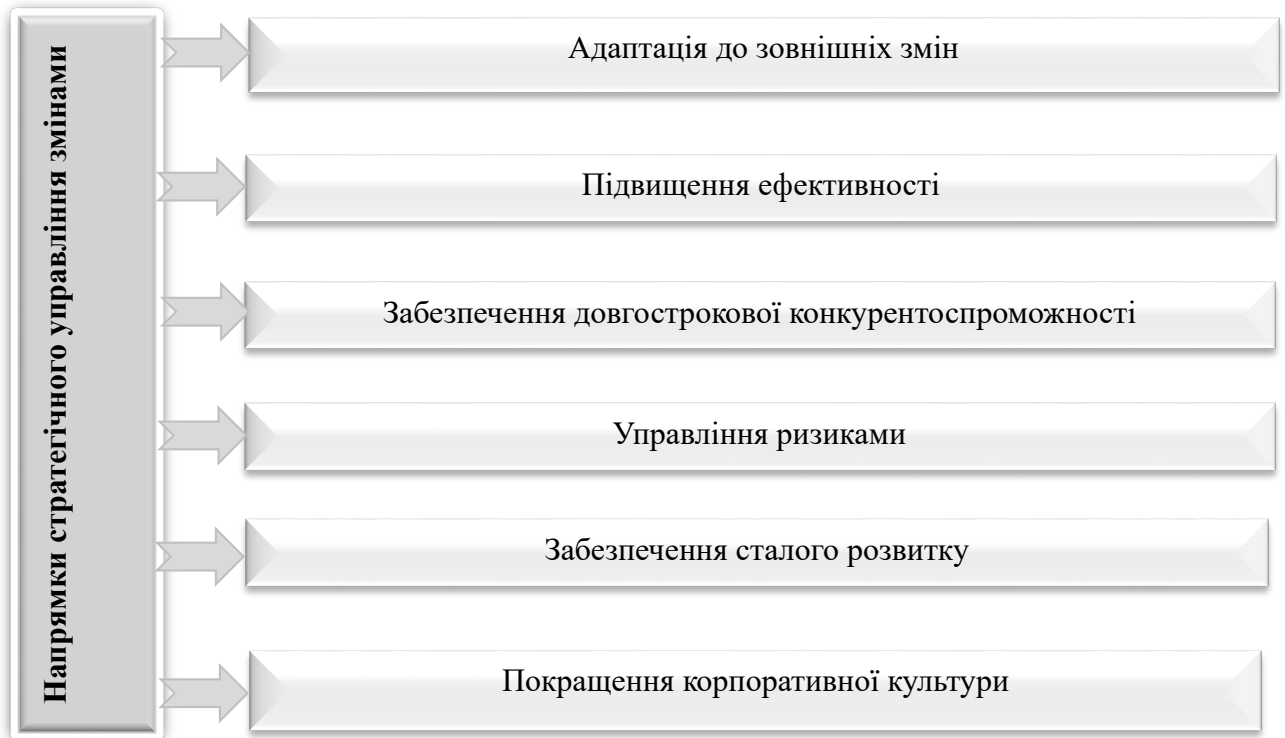 Напрямки стратегічного управління змінами
Адаптація до зовнішніх змін
Підвищення ефективності
Забезпечення довгострокової конкурентоспроможності
Управління ризиками
Забезпечення сталого розвитку
Покращення корпоративної культури